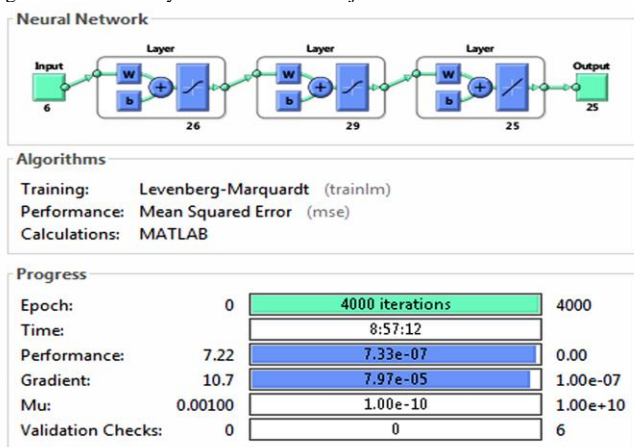 Neural Network
Layer Layer Layer
Input Output
W W W
b b b
6 26 29 25 25
Algorithms
Training: Levenberg-Marquardt (trainlm)
Performance: Mean Squared Error (mse)
Calculations: MATLAB
Progress
Epoch: 0 4000 iterations 4000
Time: 8:57:12
Performance: 7.22 7.33e-07 0.00
Gradient: 10.7 7.97e-05 1.00e-07
Mu: 0.00100 1.00e-10 1.00e+10
Validation Checks: 0 0 6